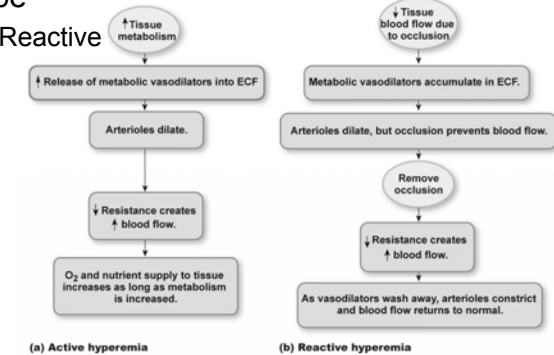 Reactive
↑Tissue
metabolism
↑ Release of metabolic vasodilators into ECF
Arterioles dilate.
↓ Resistance creates
↑ blood flow.
O₂ and nutrient supply to tissue
increases as long as metabolism
is increased.
(a) Active hyperemia
↓ Tissue
blood flow due
to occlusion
Metabolic vasodilators accumulate in ECF.
Arterioles dilate, but occlusion prevents blood flow.
Remove
occlusion
↓ Resistance creates
↑ blood flow.
As vasodilators wash away, arterioles constrict
and blood flow returns to normal.
(b) Reactive hyperemia